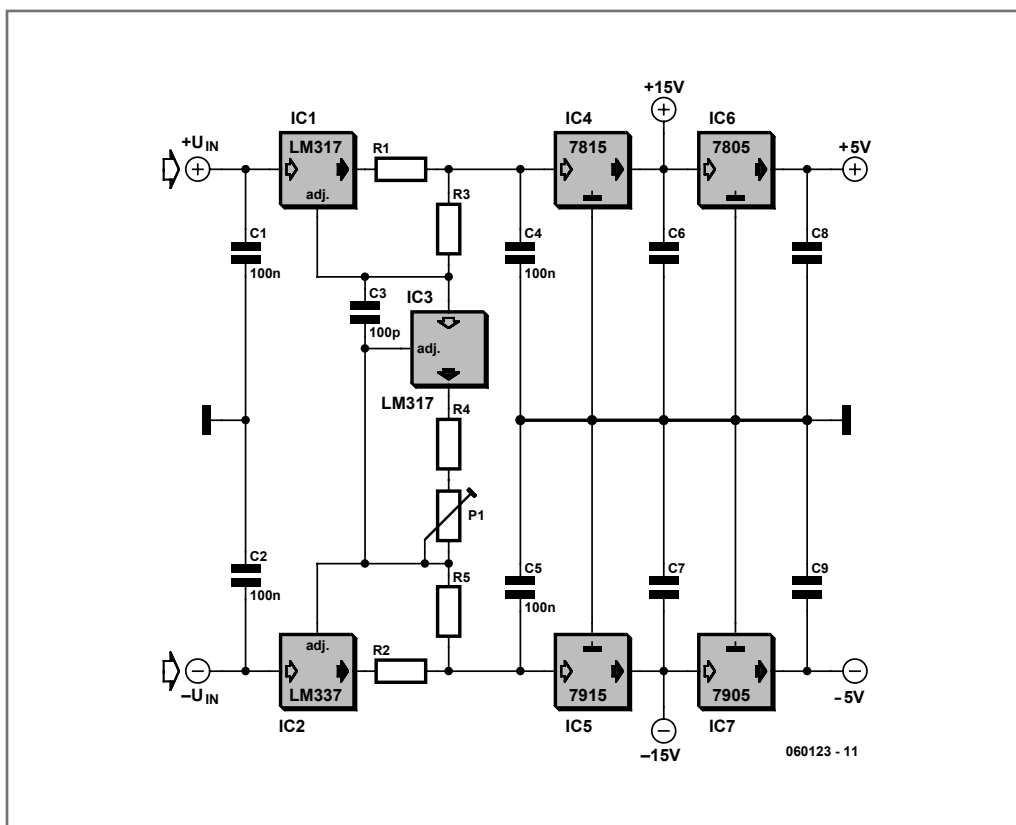 +15V
IC1
IC4
IC6
+UIN
LM317
R1
7815
7805
+5V
adj.
R3
C1
100n
C4
100n
C6
C8
C3
100p
IC3
adj.
LM317
R4
P1
C2
100n
R5
C5
100n
C7
C9
adj.
R2
-UIN
LM337
7915
7905
-5V
IC2
IC5
IC7
-15V
060123 - 11